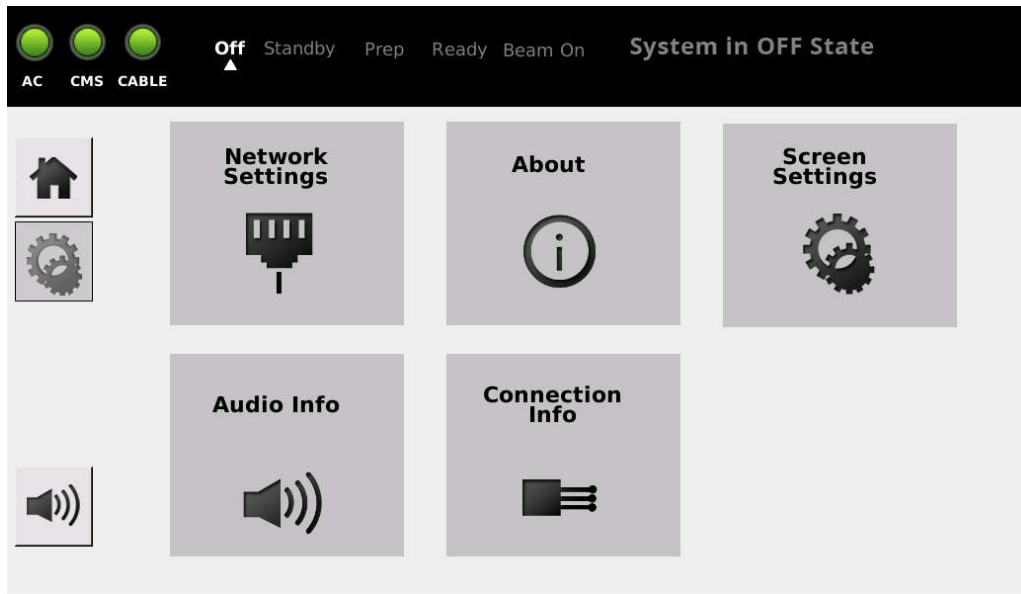 Off Standby Prep Ready Beam On System in OFF State
AC CMS CABLE
Network
Settings
About
Screen
Settings
Audio Info
Connection
Info